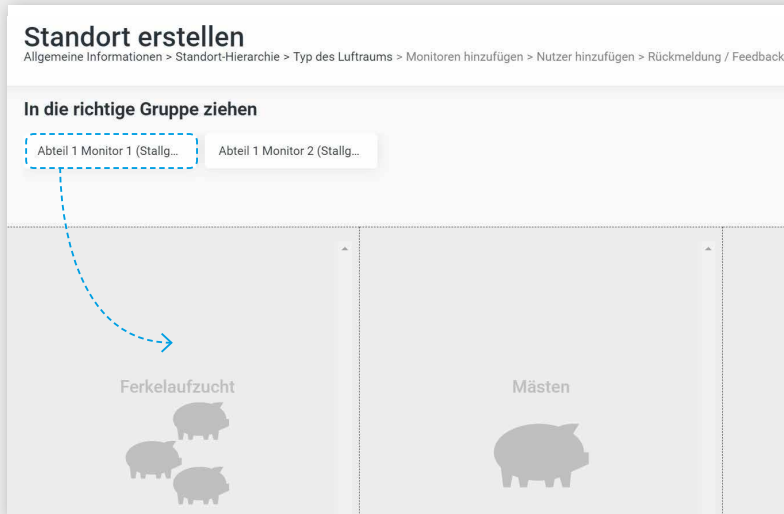 Standort erstellen
Allgemeine Informationen > Standort-Hierarchie > Typ des Luftraums > Monitoren hinzufügen > Nutzer hinzufügen > Rückmeldung / Feedback
In die richtige Gruppe ziehen
Abteil 1 Monitor 1 (Stallg...
Abteil 1 Monitor 2 (Stallg...
Ferkelaufzucht
Mästen